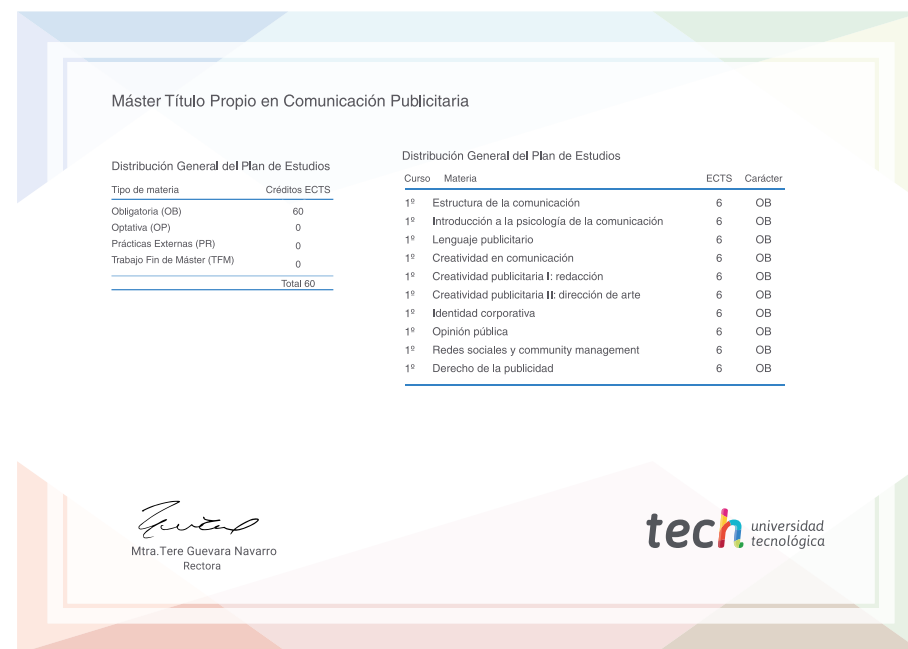 Máster Título Propio en Comunicación Publicitaria
Distribución General del Plan de Estudios
Tipo de materia Créditos ECTS
Obligatoria (OB) 60
Optativa (OP) 0
Prácticas Externas (PR) 0
Trabajo Fin de Máster (TFM) 0
Total 60
Distribución General del Plan de Estudios
Curso Materia ECTS Carácter
1º Estructura de la comunicación 6 OB
1º Introducción a la psicología de la comunicación 6 OB
1º Lenguaje publicitario 6 OB
1º Creatividad en comunicación 6 OB
1º Creatividad publicitaria I: redacción 6 OB
1º Creatividad publicitaria II: dirección de arte 6 OB
1º Identidad corporativa 6 OB
1º Opinión pública 6 OB
1º Redes sociales y community management 6 OB
1º Derecho de la publicidad 6 OB
Mtra.Tere Guevara Navarro
Rectora
tech universidad
tecnológica